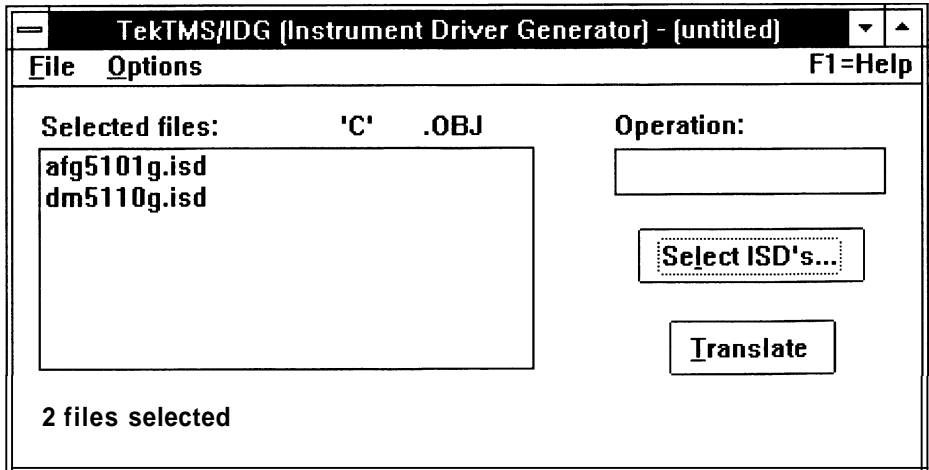 TekTMS/IDG (Instrument Driver Generator) - (untitled)
File Options F1=Help
Selected files: 'C' .OBJ Operation:
afg5101g.isd
dm5110g.isd
Select ISD's...
Translate
2 files selected